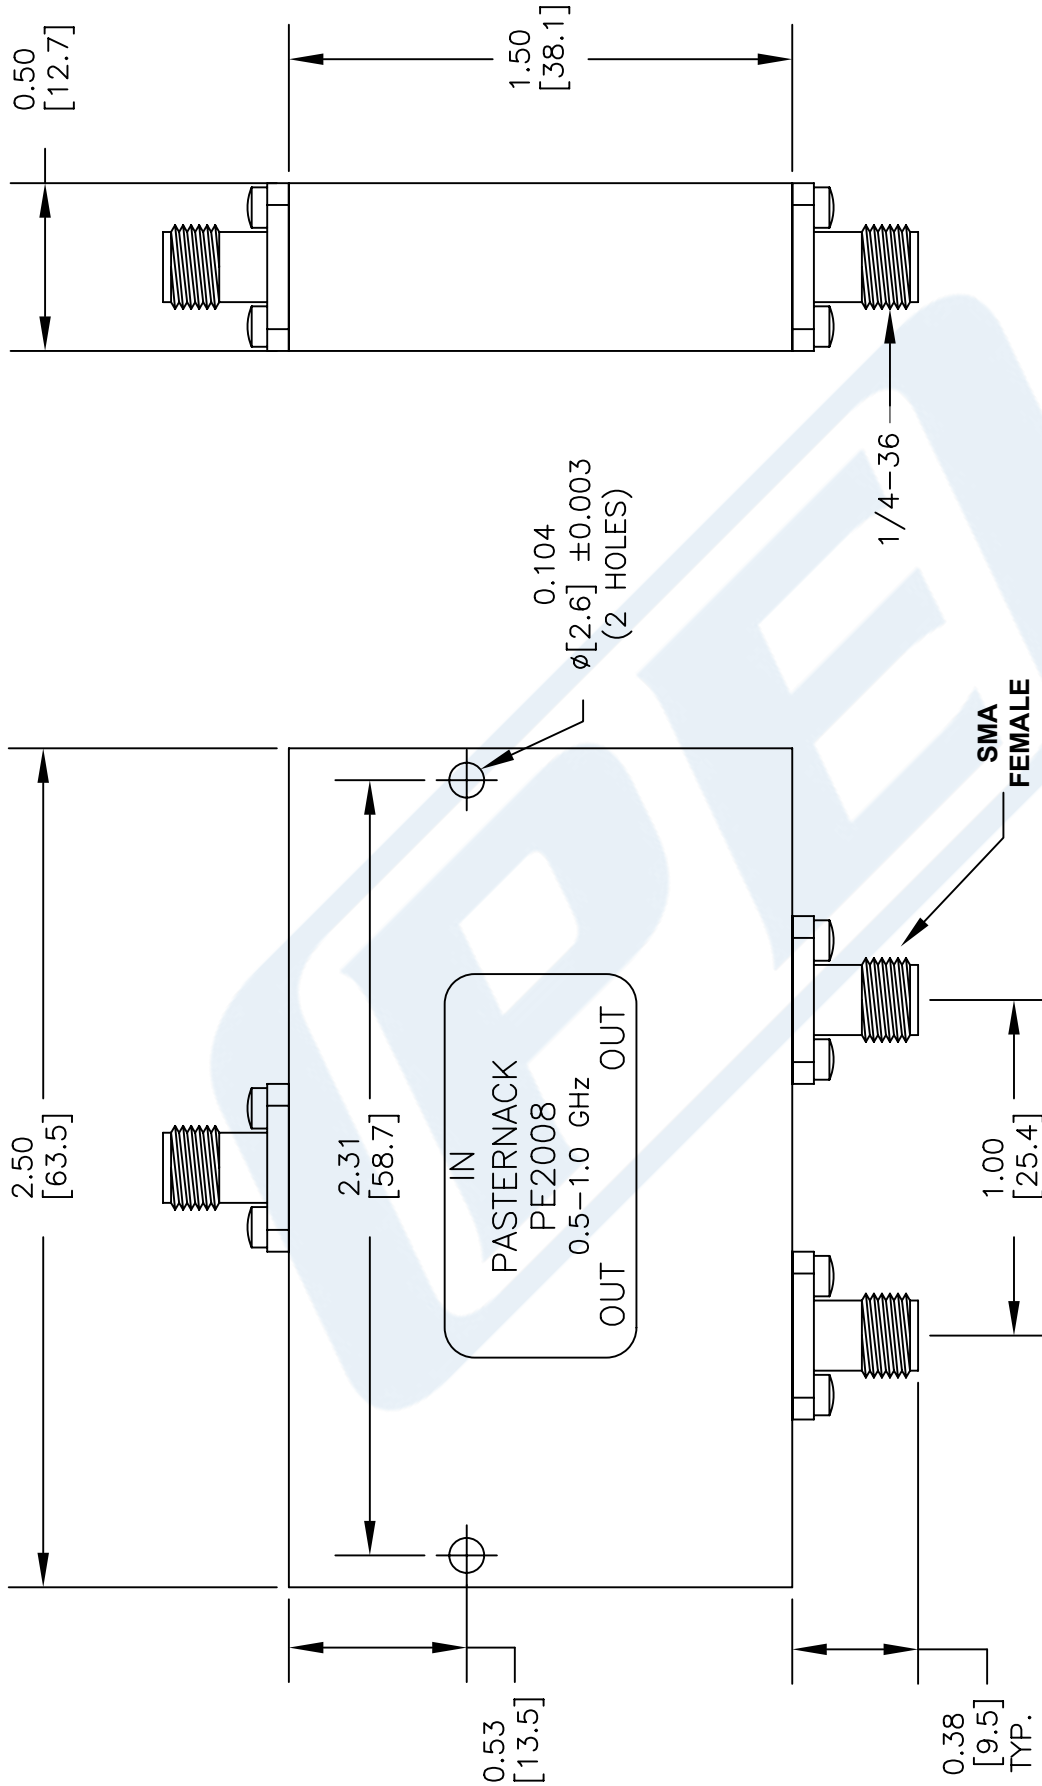 2.50
[63.5]
0.50
[12.7]
2.31
[58.7]
0.104
ø[2.6] ±0.003
(2 HOLES)
1.50
[38.1]
IN
PASTERNACK
PE2008
0.5-1.0 GHz
OUT OUT
0.53
[13.5]
1/4-36
SMA
FEMALE
0.38
[9.5]
TYP.
1.00
[25.4]
PE